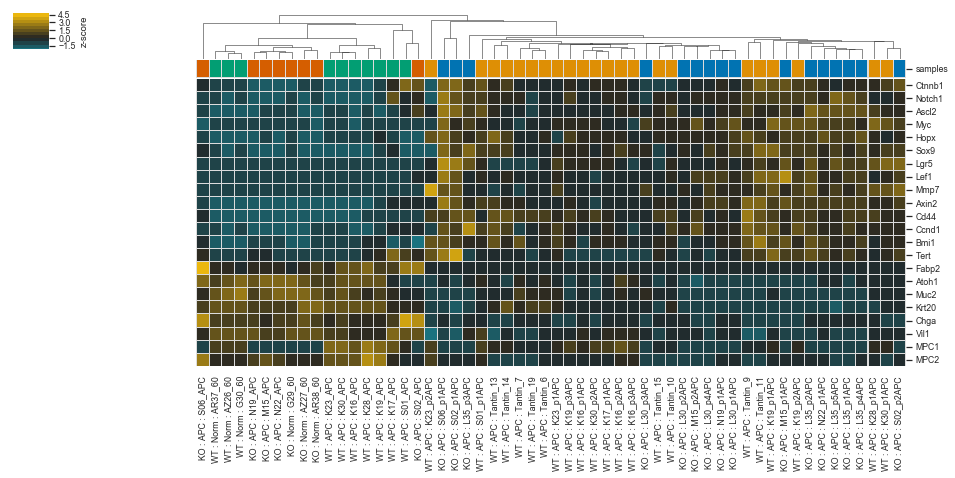 4.5
3.0
1.5
0.0
−1.5
z-score
samples
Ctnnb1
Notch1
Ascl2
Myc
Hopx
Sox9
Lgr5
Lef1
Mmp7
Axin2
Cd44
Ccnd1
Bmi1
Tert
Fabp2
Atoh1
Muc2
Krt20
Chga
Vil1
MPC1
MPC2
KO : APC : S06_APC
WT : Norm : AR37_60
WT : Norm : AZ26_60
WT : Norm : G30_60
KO : APC : N19_APC
KO : APC : M15_APC
KO : APC : N22_APC
KO : Norm : G29_60
KO : Norm : AZ27_60
KO : Norm : AR38_60
WT : APC : K23_APC
WT : APC : K30_APC
WT : APC : K16_APC
WT : APC : K28_APC
WT : APC : K19_APC
WT : APC : K17_APC
WT : APC : S01_APC
KO : APC : S02_APC
WT : APC : K23_p2APC
KO : APC : S06_p1APC
KO : APC : S02_p1APC
KO : APC : L35_p3APC
WT : APC : S01_p1APC
WT : APC : Tantin_13
WT : APC : Tantin_14
WT : APC : Tantin_7
WT : APC : Tantin_19
WT : APC : Tantin_6
WT : APC : K23_p1APC
WT : APC : K19_p3APC
WT : APC : K16_p1APC
WT : APC : K30_p2APC
WT : APC : K17_p1APC
WT : APC : K16_p2APC
WT : APC : K16_p3APC
KO : APC : L30_p3APC
WT : APC : Tantin_15
WT : APC : Tantin_10
KO : APC : L30_p2APC
KO : APC : M15_p2APC
KO : APC : L30_p4APC
KO : APC : N19_p1APC
KO : APC : L30_p1APC
WT : APC : Tantin_9
WT : APC : Tantin_11
WT : APC : K19_p1APC
KO : APC : M15_p1APC
WT : APC : K19_p2APC
KO : APC : L35_p2APC
KO : APC : N22_p1APC
KO : APC : L35_p5APC
KO : APC : L35_p1APC
KO : APC : L35_p4APC
WT : APC : K28_p1APC
WT : APC : K30_p1APC
KO : APC : S02_p2APC